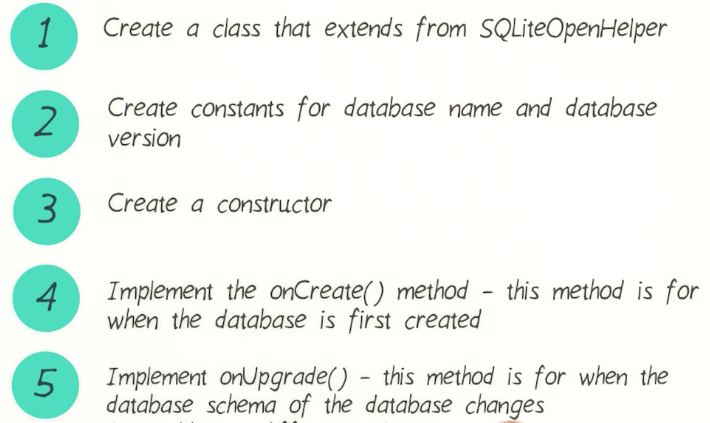 1 Create a class that extends from SQLiteOpenHelper
2 Create constants for database name and database
version
3 Create a constructor
4 Implement the onCreate() method - this method is for
when the database is first created
5 Implement onUpgrade() - this method is for when the
database schema of the database changes